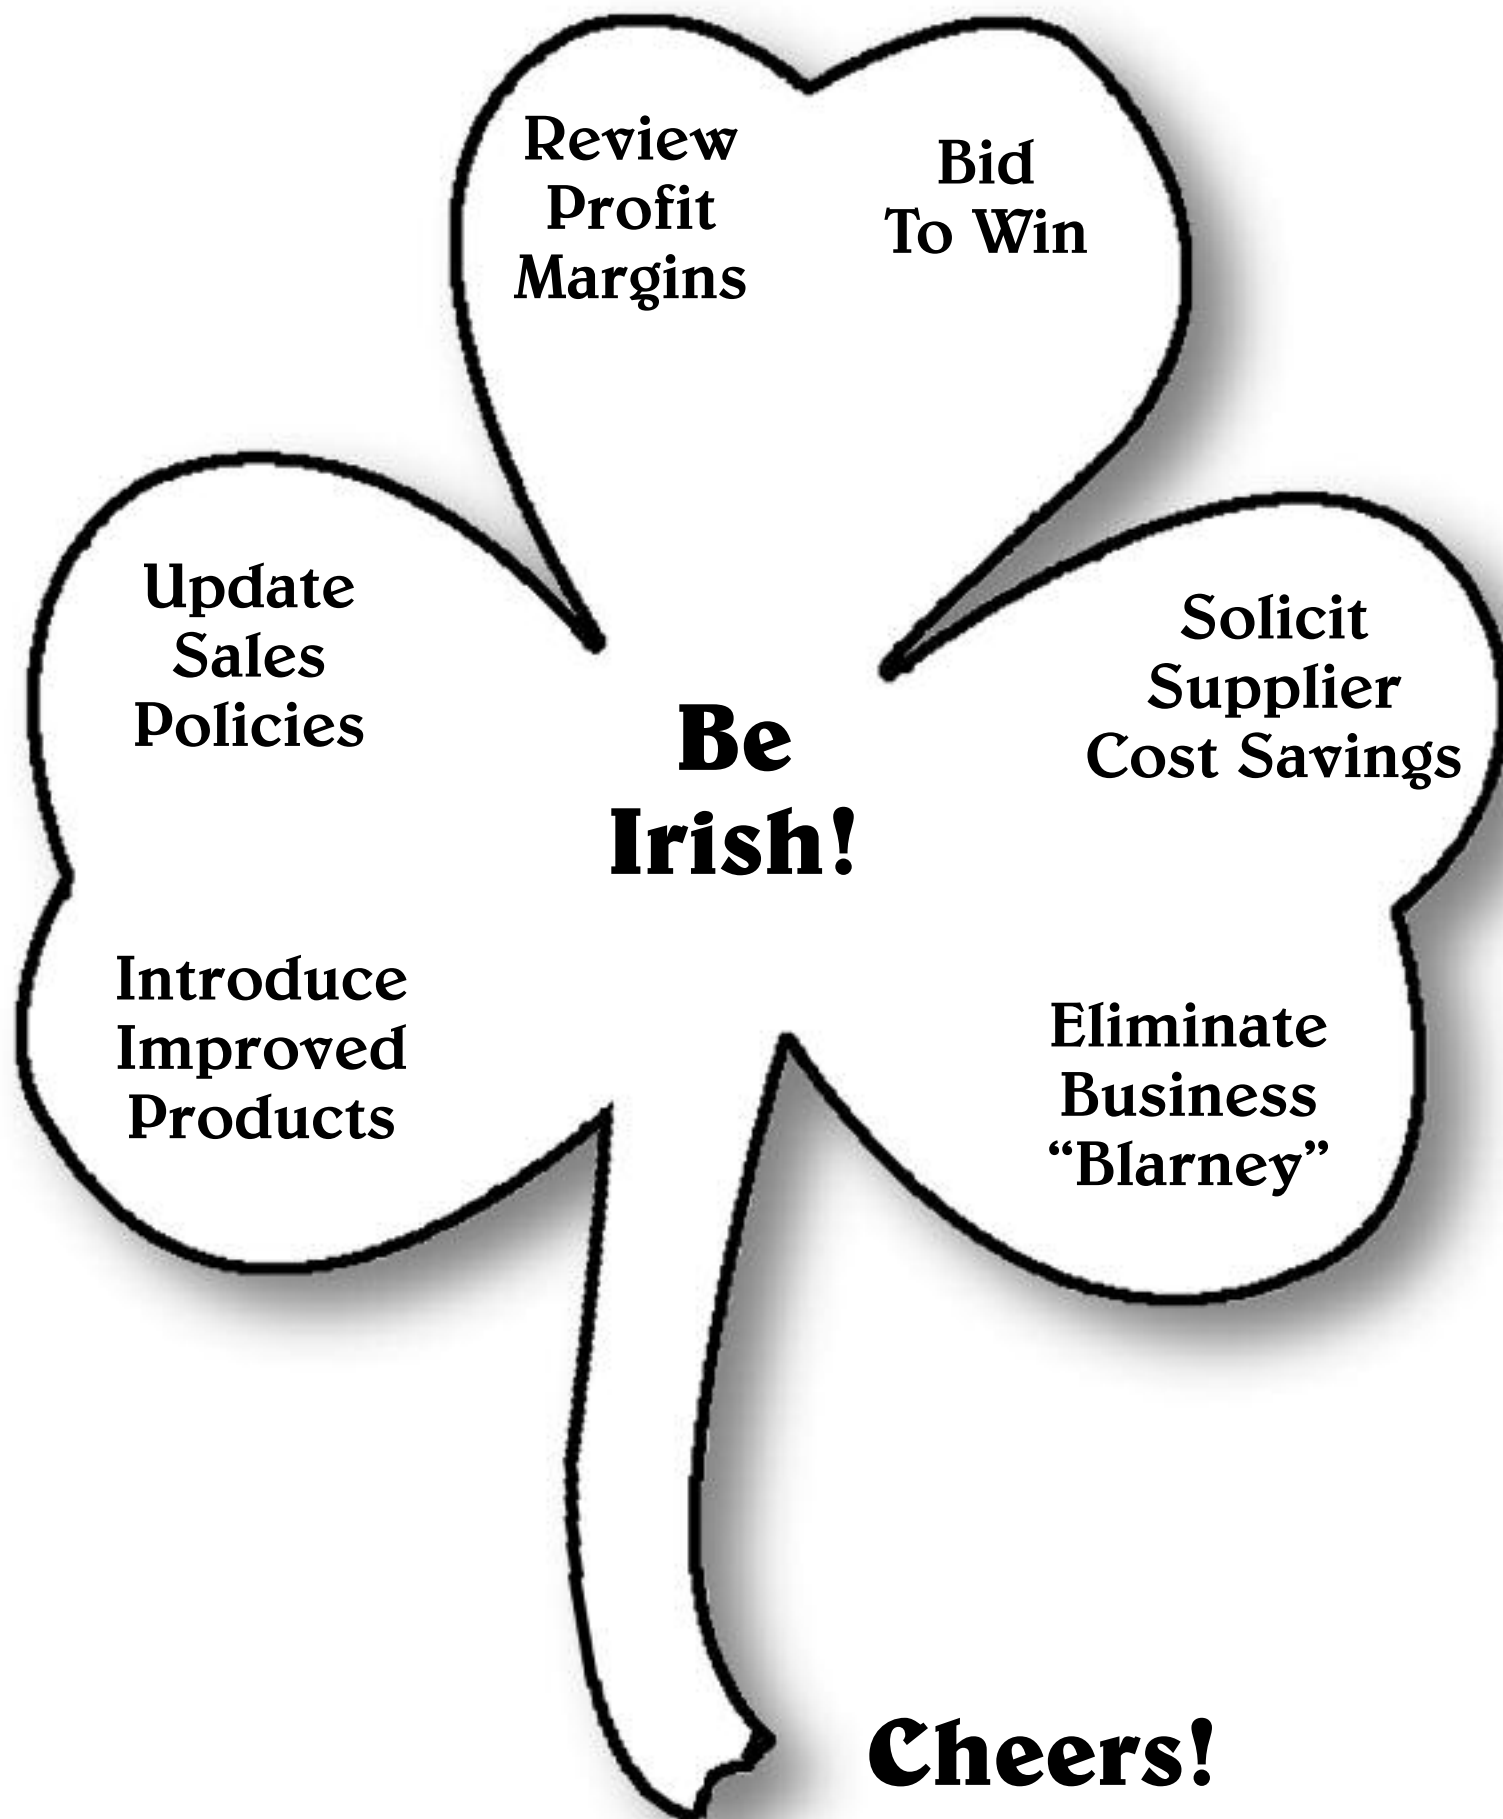 Review
Profit
Margins
Bid
To Win
Update
Sales
Policies
Solicit
Supplier
Cost Savings
Be
Irish!
Introduce
Improved
Products
Eliminate
Business
“Blarney”
Cheers!